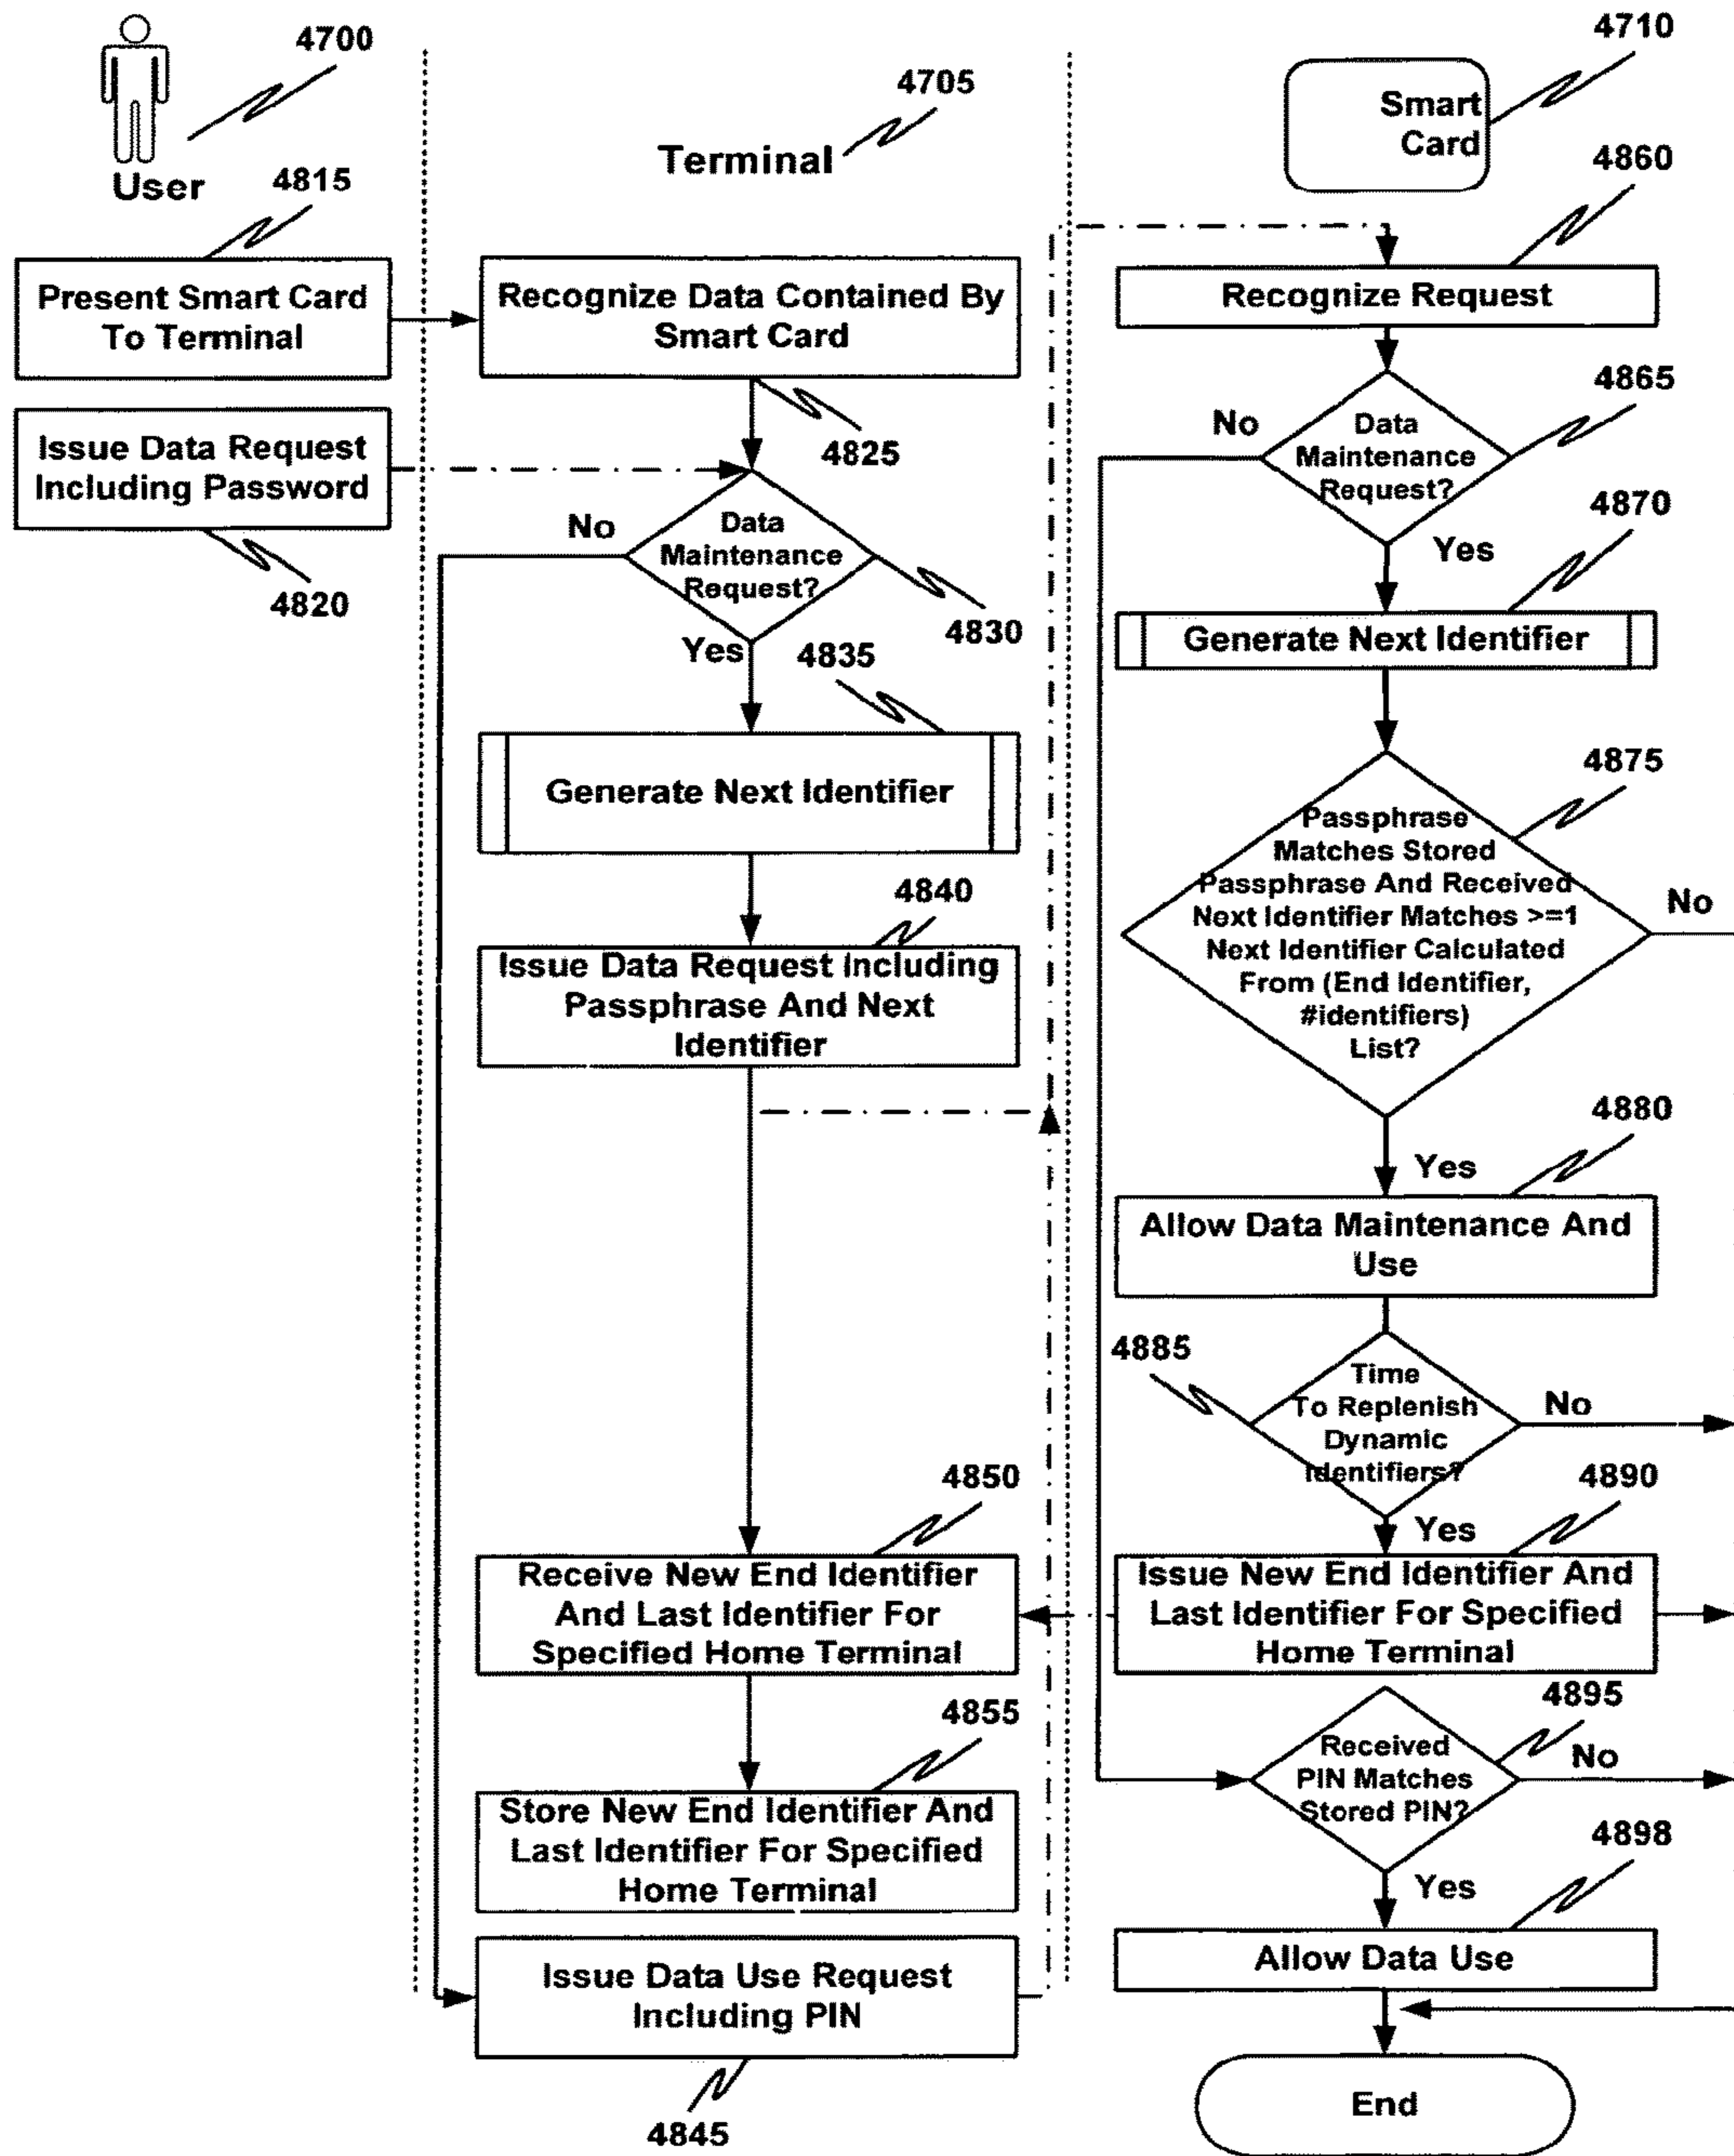 4700
User
4705
Terminal
4710
Smart
Card
4815
Present Smart Card
To Terminal
Issue Data Request
Including Password
4820
Recognize Data Contained By
Smart Card
4825
Data
Maintenance
Request?
No
4830
Yes
4835
Generate Next Identifier
4840
Issue Data Request Including
Passphrase And Next
Identifier
4850
Receive New End Identifier
And Last Identifier For
Specified Home Terminal
4855
Store New End Identifier And
Last Identifier For Specified
Home Terminal
Issue Data Use Request
Including PIN
4845
4860
Recognize Request
4865
No
Data
Maintenance
Request?
4870
Yes
Generate Next Identifier
4875
Passphrase
Matches Stored
Passphrase And Received
Next Identifier Matches >=1
Next Identifier Calculated
From (End Identifier,
#identifiers)
List?
No
4880
Yes
Allow Data Maintenance And
Use
4885
Time
To Replenish
Dynamic
Identifiers?
No
4890
Yes
Issue New End Identifier And
Last Identifier For Specified
Home Terminal
4895
Received
PIN Matches
Stored PIN?
No
4898
Yes
Allow Data Use
End